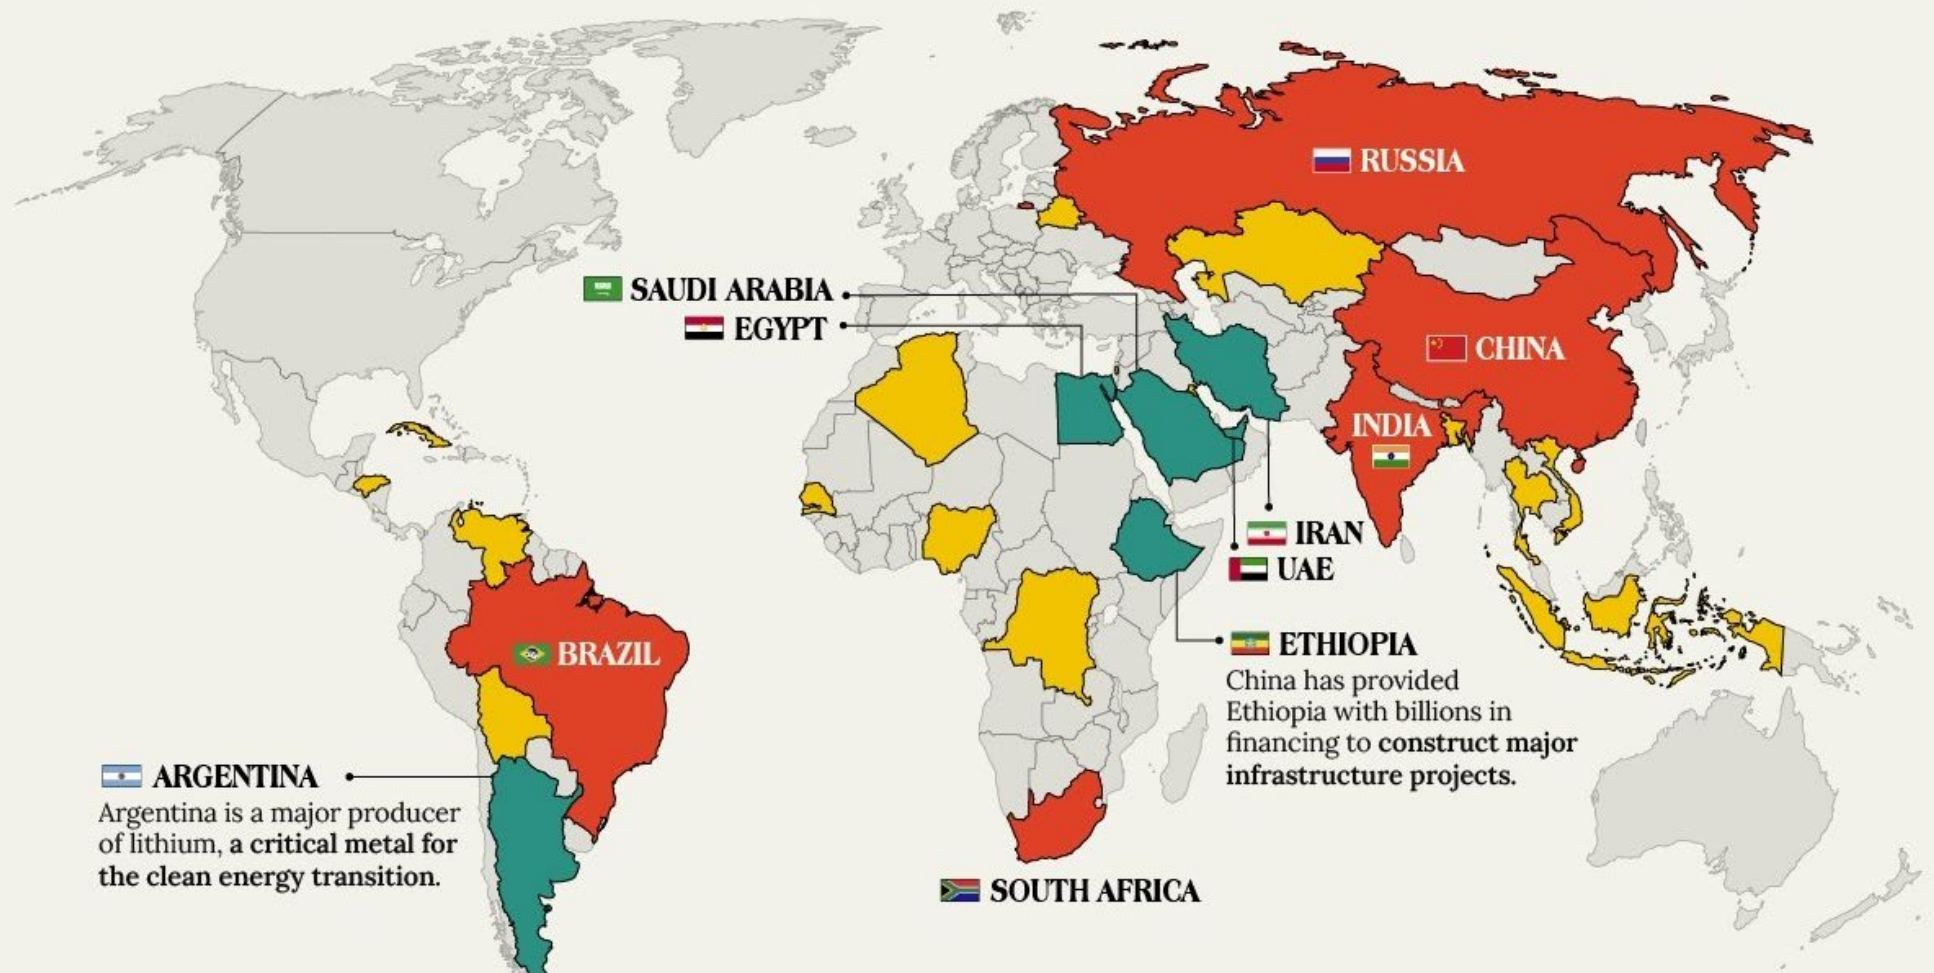 RUSSIA
SAUDI ARABIA
EGYPT
CHINA
INDIA
IRAN
UAE
BRAZIL
ETHIOPIA
China has provided
Ethiopia with billions in
financing to construct major
infrastructure projects.
ARGENTINA
Argentina is a major producer
of lithium, a critical metal for
the clean energy transition.
SOUTH AFRICA